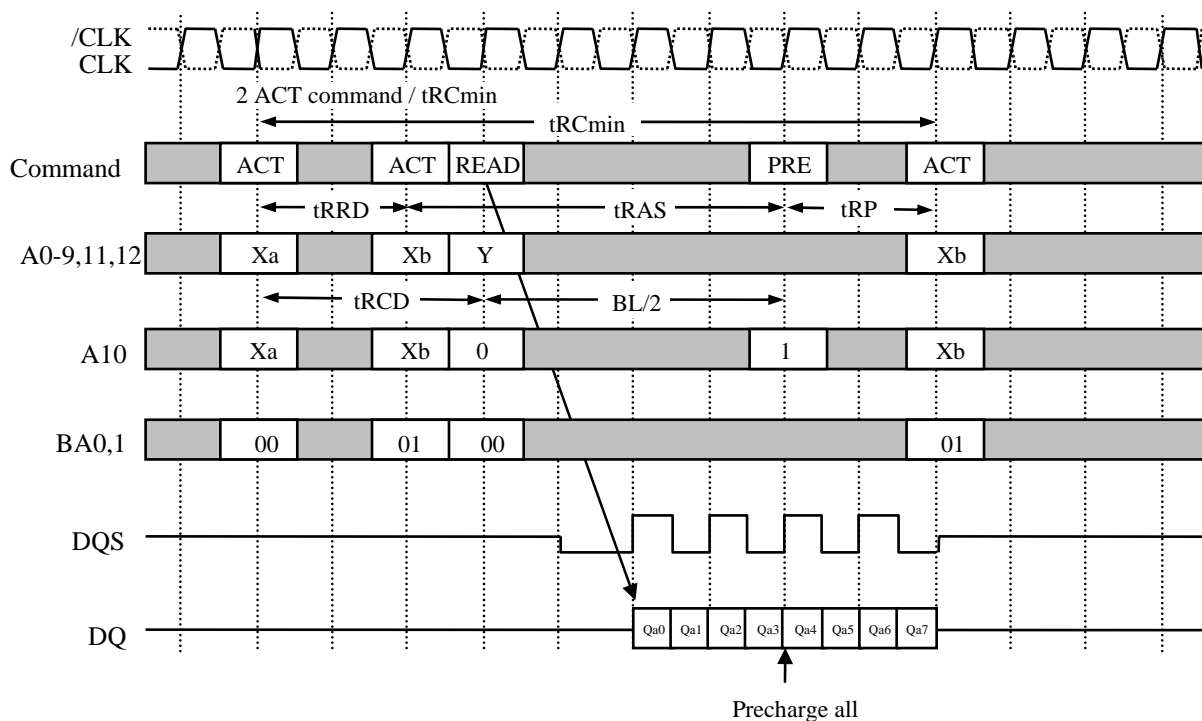 /CLK
CLK
2 ACT command / tRCmin
tRCmin
Command ACT ACT READ PRE ACT
tRRD tRAS tRP
A0-9,11,12 Xa Xb Y Xb
tRCD BL/2
A10 Xa Xb 0 1 Xb
BA0,1 00 01 00 01
DQS
DQ Qa0 Qa1 Qa2 Qa3 Qa4 Qa5 Qa6 Qa7
Precharge all